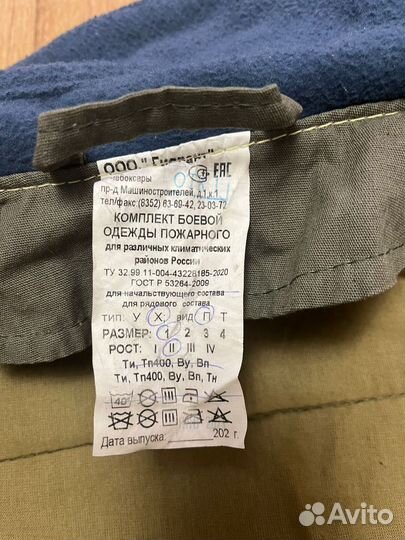 ООО "Гиппант"
Чебоксары
пр-д Машиностроителей, д.1,к.1
тел/факс (8352) 63-69-42, 23-03-72
КОМПЛЕКТ БОЕВОЙ
ОДЕЖДЫ ПОЖАРНОГО
для различных климатических
районов России
ТУ 32.99.11-004-43228185-2020
ГОСТ Р 53264-2009
для начальствующего состава
для рядового состава
ТИП: У Х; ВИД П Т
РАЗМЕР: 1 2 3 4
РОСТ: I II III IV
Ти, Тп400, Ву, Вп
Ти, Тп400, Ву, Вп, Тн
40
Дата выпуска: 202 г.
Avito